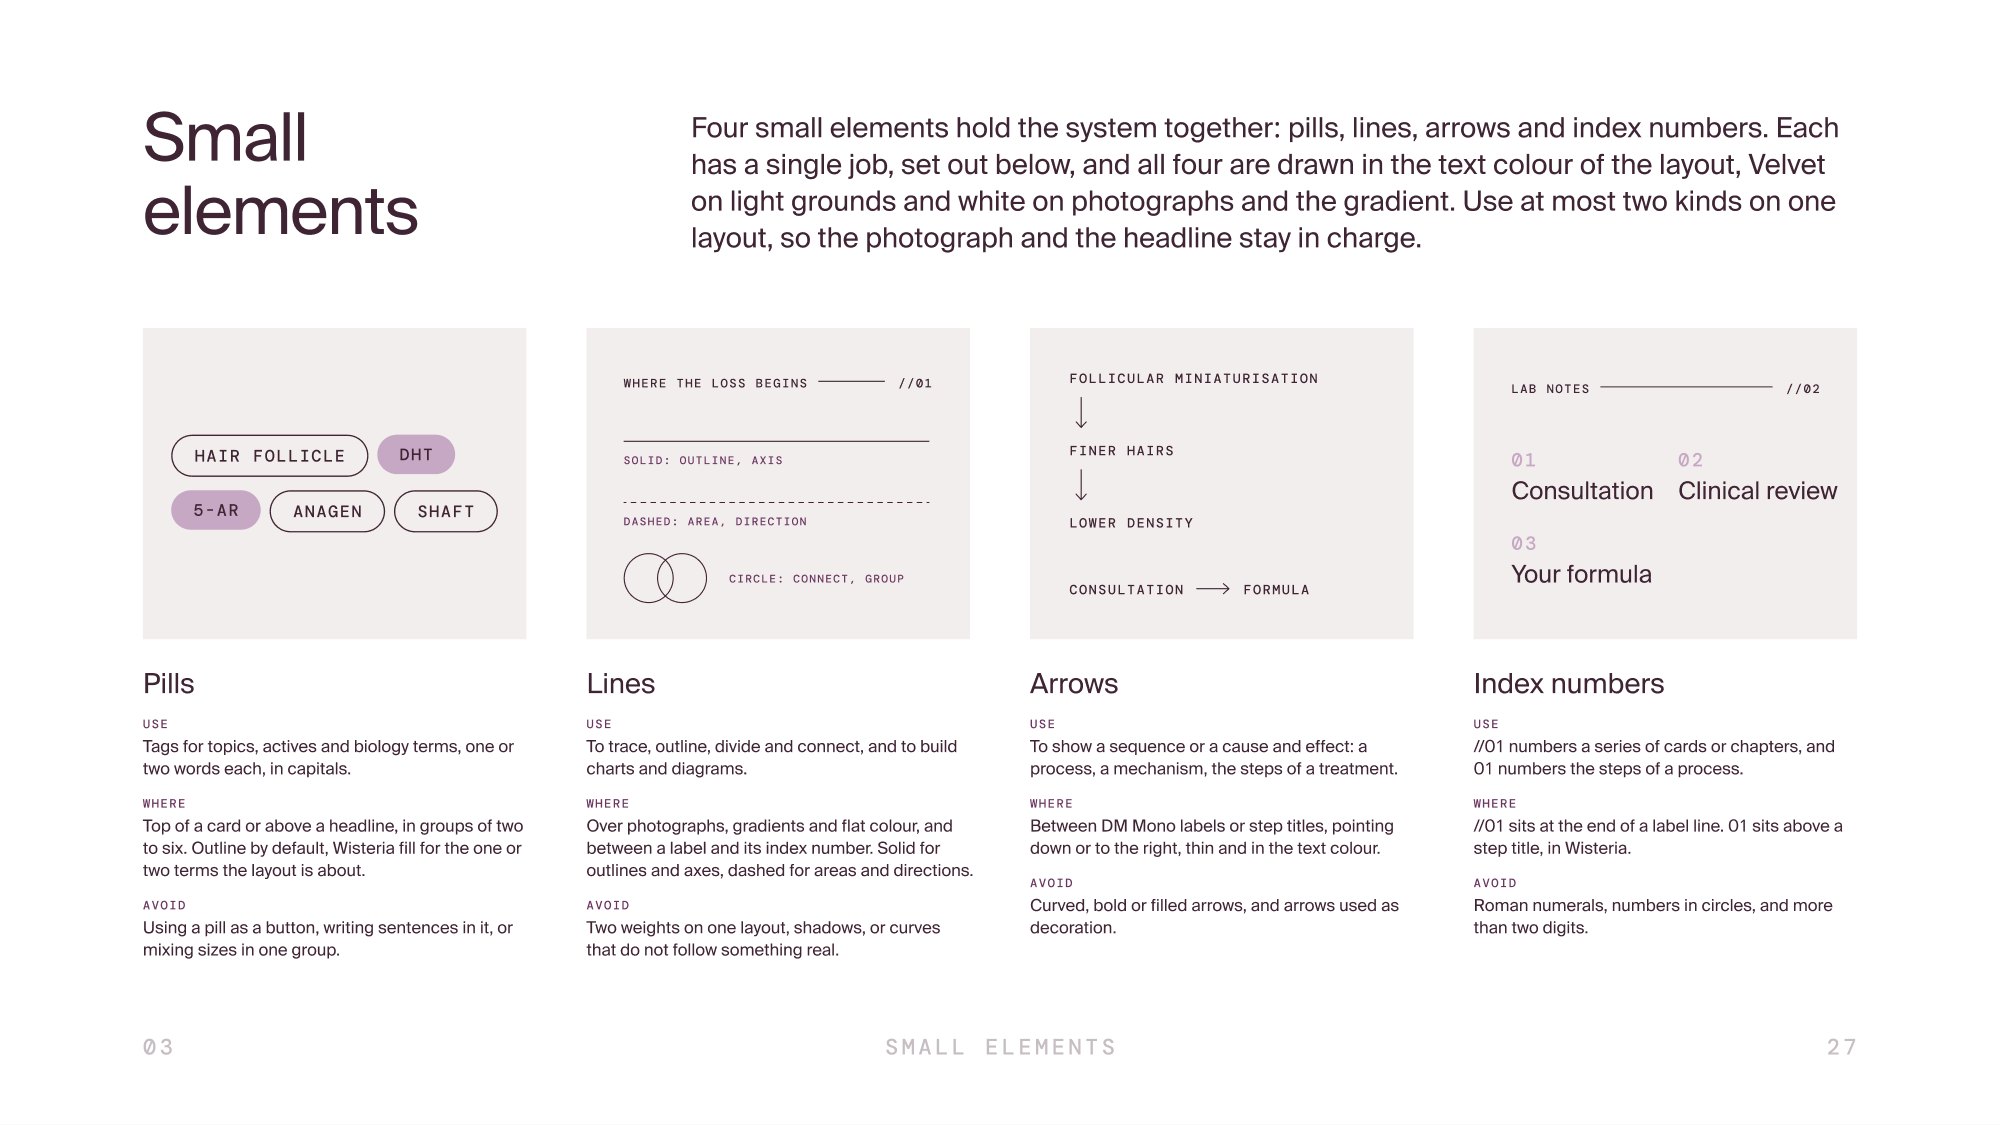 Small
elements
Four small elements hold the system together: pills, lines, arrows and index numbers. Each
has a single job, set out below, and all four are drawn in the text colour of the layout, Velvet
on light grounds and white on photographs and the gradient. Use at most two kinds on one
layout, so the photograph and the headline stay in charge.
HAIR FOLLICLE
DHT
5-AR
ANAGEN
SHAFT
WHERE THE LOSS BEGINS //01
SOLID: OUTLINE, AXIS
DASHED: AREA, DIRECTION
CIRCLE: CONNECT, GROUP
FOLLICULAR MINIATURISATION
FINER HAIRS
LOWER DENSITY
CONSULTATION → FORMULA
LAB NOTES //02
01
Consultation
02
Clinical review
03
Your formula
Pills
USE
Tags for topics, actives and biology terms, one or
two words each, in capitals.
WHERE
Top of a card or above a headline, in groups of two
to six. Outline by default, Wisteria fill for the one or
two terms the layout is about.
AVOID
Using a pill as a button, writing sentences in it, or
mixing sizes in one group.
Lines
USE
To trace, outline, divide and connect, and to build
charts and diagrams.
WHERE
Over photographs, gradients and flat colour, and
between a label and its index number. Solid for
outlines and axes, dashed for areas and directions.
AVOID
Two weights on one layout, shadows, or curves
that do not follow something real.
Arrows
USE
To show a sequence or a cause and effect: a
process, a mechanism, the steps of a treatment.
WHERE
Between DM Mono labels or step titles, pointing
down or to the right, thin and in the text colour.
AVOID
Curved, bold or filled arrows, and arrows used as
decoration.
Index numbers
USE
//01 numbers a series of cards or chapters, and
01 numbers the steps of a process.
WHERE
//01 sits at the end of a label line. 01 sits above a
step title, in Wisteria.
AVOID
Roman numerals, numbers in circles, and more
than two digits.
03
SMALL ELEMENTS
27